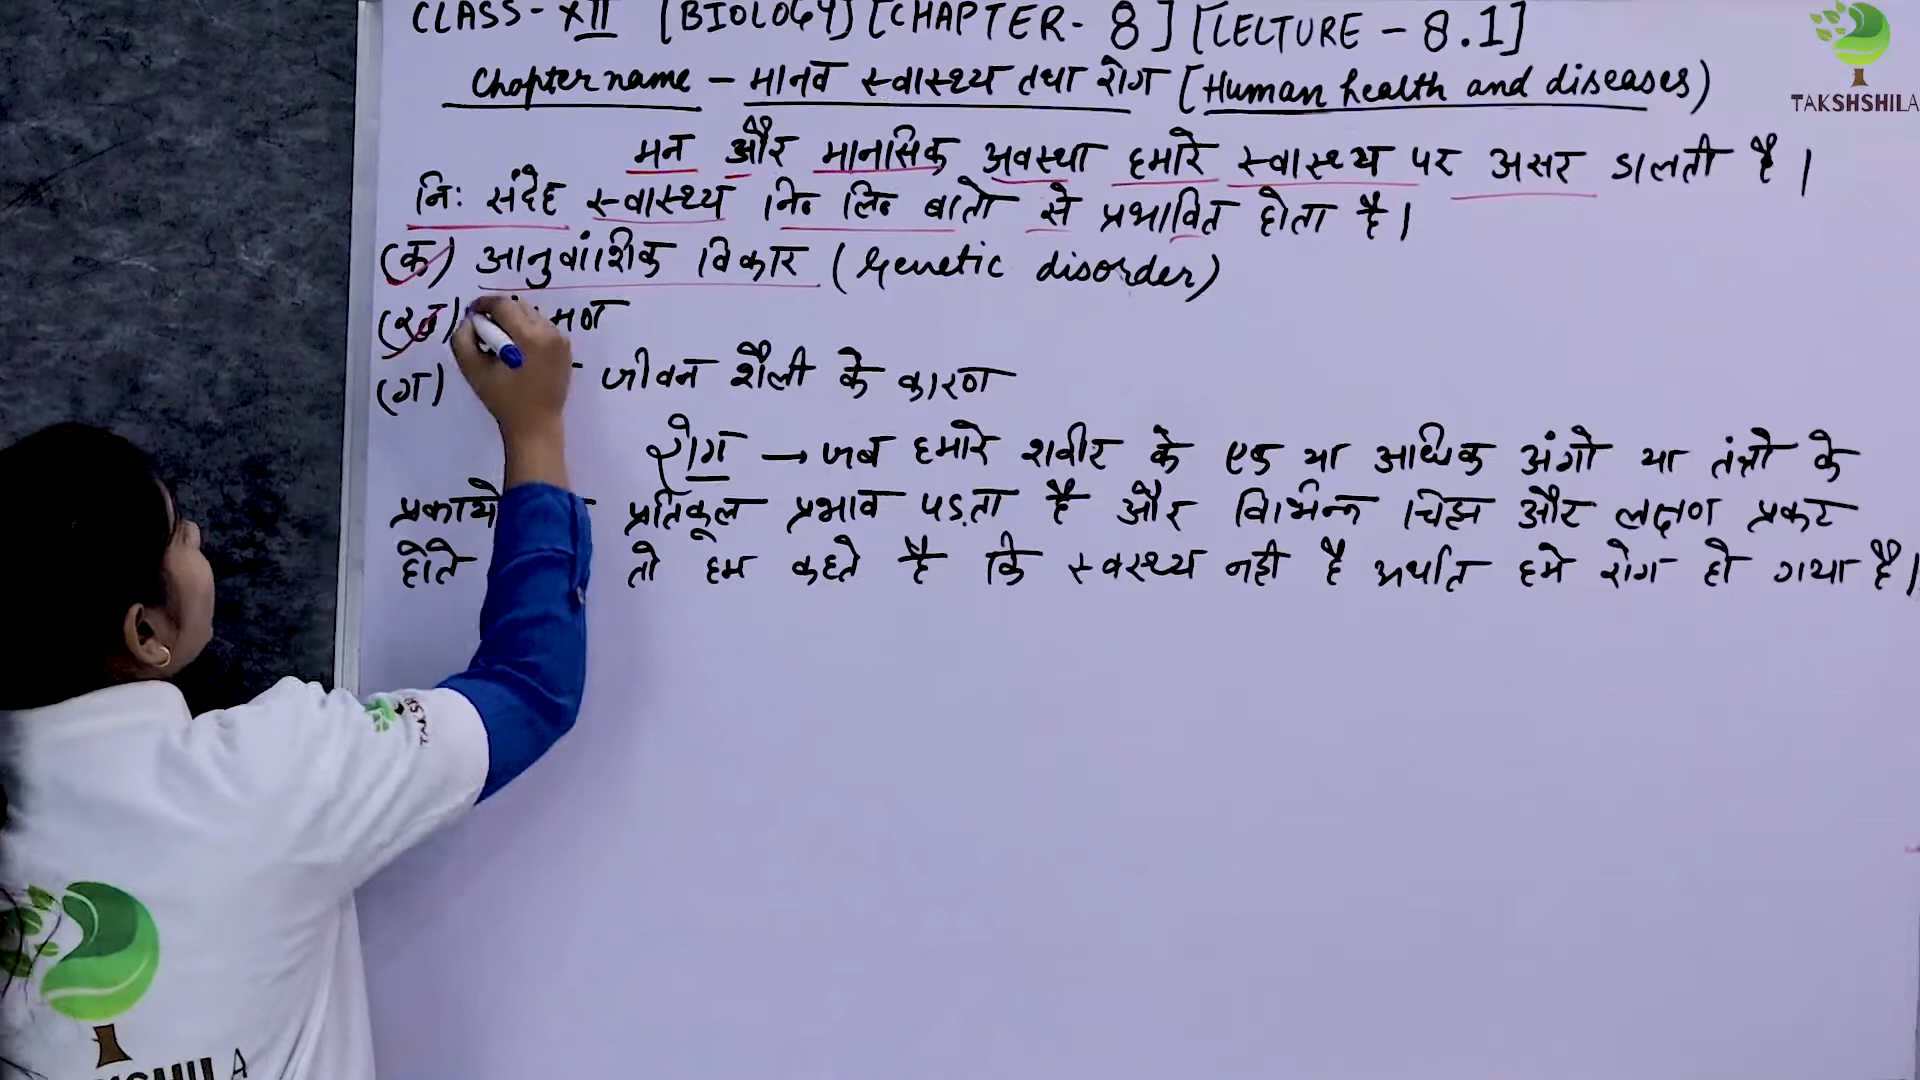 CLASS-XII [BIOLOGY] [CHAPTER- 8] [LECTURE - 8.1]
Chapter name - मानव स्वास्थ्य तथा रोग [Human health and diseases)
मन और मानसिक अवस्था हमारे स्वास्थ्य पर असर डालती है।
निः संदेह स्वास्थ्य निन लिन बातो से प्रभावित होता है।
(क) आनुवांशिक विकार (Genetic disorder)
(ख)
(ग) जीवन शैली के कारण
रोग → जब हमारे शरीर के एक या आधिक अंगो या तंत्रो के
प्रतिकूल प्रभाव पड़ता है और विभिन्न चिह्न और लक्षण प्रकट
होते तो हम कहते है कि स्वस्थ्य नही है अर्थात हमे रोग हो गया है।
TAKSHSHILA